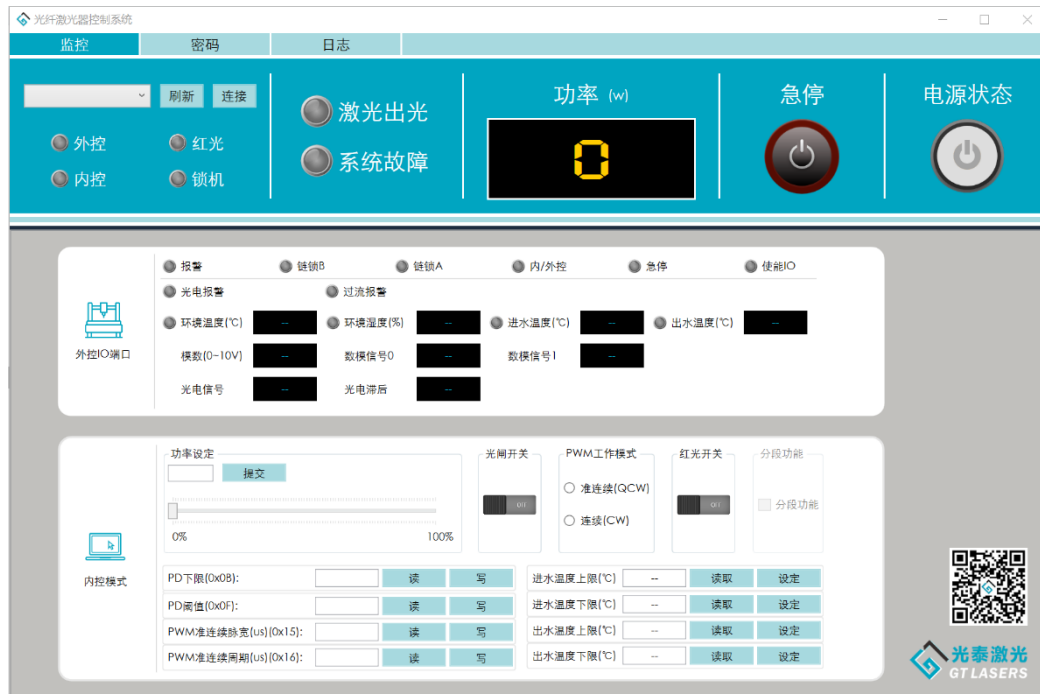 光纤激光器控制系统
监控 密码 日志
刷新 连接
外控 红光
内控 锁机
激光出光
系统故障
功率 (w)
0
急停
电源状态
报警 链锁B 链锁A 内/外控 急停 使能IO
光电报警 过流报警
环境温度(℃) -- 环境湿度(%) -- 进水温度(℃) -- 出水温度(℃) --
外控IO端口
模数(0~10V) -- 数模信号0 -- 数模信号1 --
光电信号 -- 光电滞后 --
功率设定
提交
0% 100%
光闸开关
Off
PWM工作模式
准连续(QCW)
连续(CW)
红光开关
Off
分段功能
分段功能
内控模式
PD下限(0x0B): 读 写
PD阈值(0x0F): 读 写
PWM准连续脉宽(us)(0x15): 读 写
PWM准连续周期(us)(0x16): 读 写
进水温度上限(℃) -- 读取 设定
进水温度下限(℃) -- 读取 设定
出水温度上限(℃) -- 读取 设定
出水温度下限(℃) -- 读取 设定
光泰激光
GT LASERS